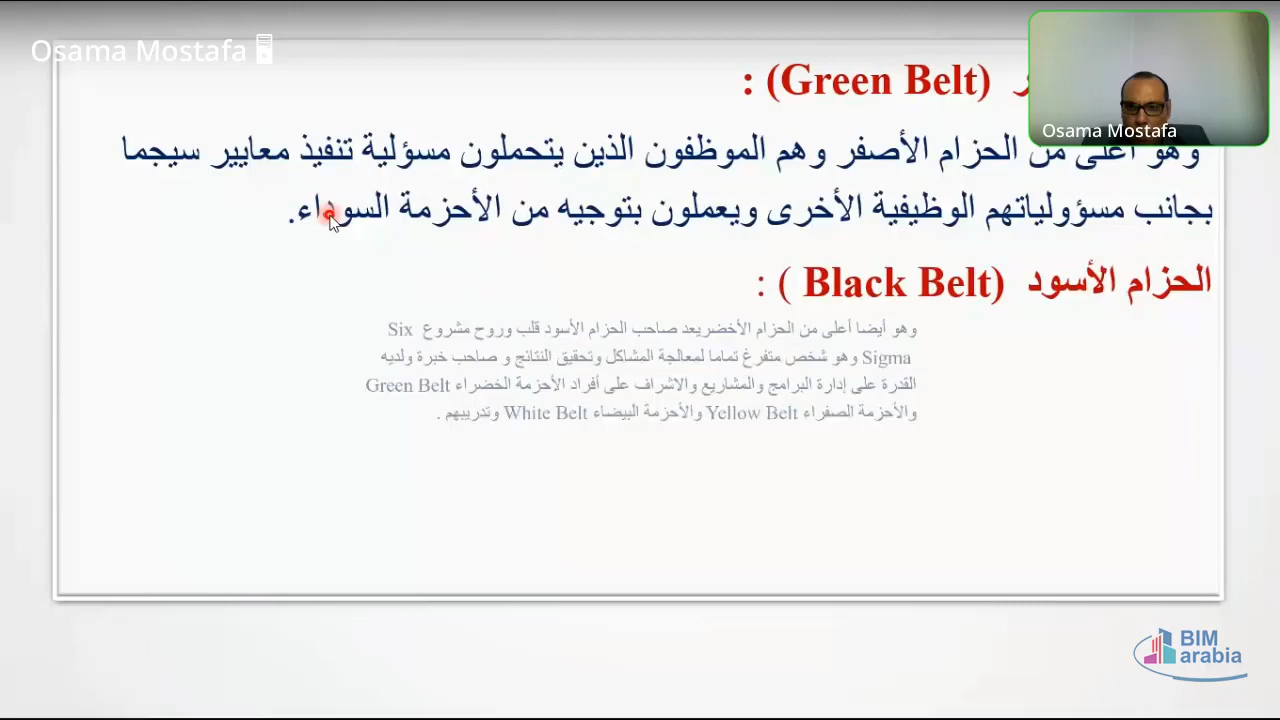 Osama Mostafa
(Green Belt) :
Osama Mostafa
وهو أعلى من الحزام الأصفر وهم الموظفون الذين يتحملون مسؤلية تنفيذ معايير سيجما
بجانب مسؤولياتهم الوظيفية الأخرى ويعملون بتوجيه من الأحزمة السوداء.
الحزام الأسود (Black Belt ) :
وهو أيضا أعلى من الحزام الأخضريعد صاحب الحزام الأسود قلب وروح مشروع Six
Sigma وهو شخص متفرغ تماما لمعالجة المشاكل وتحقيق النتائج و صاحب خبرة ولديه
القدرة على إدارة البرامج والمشاريع والاشراف على أفراد الأحزمة الخضراء Green Belt
والأحزمة الصفراء Yellow Belt والأحزمة البيضاء White Belt وتدريبهم .
BIM
arabia